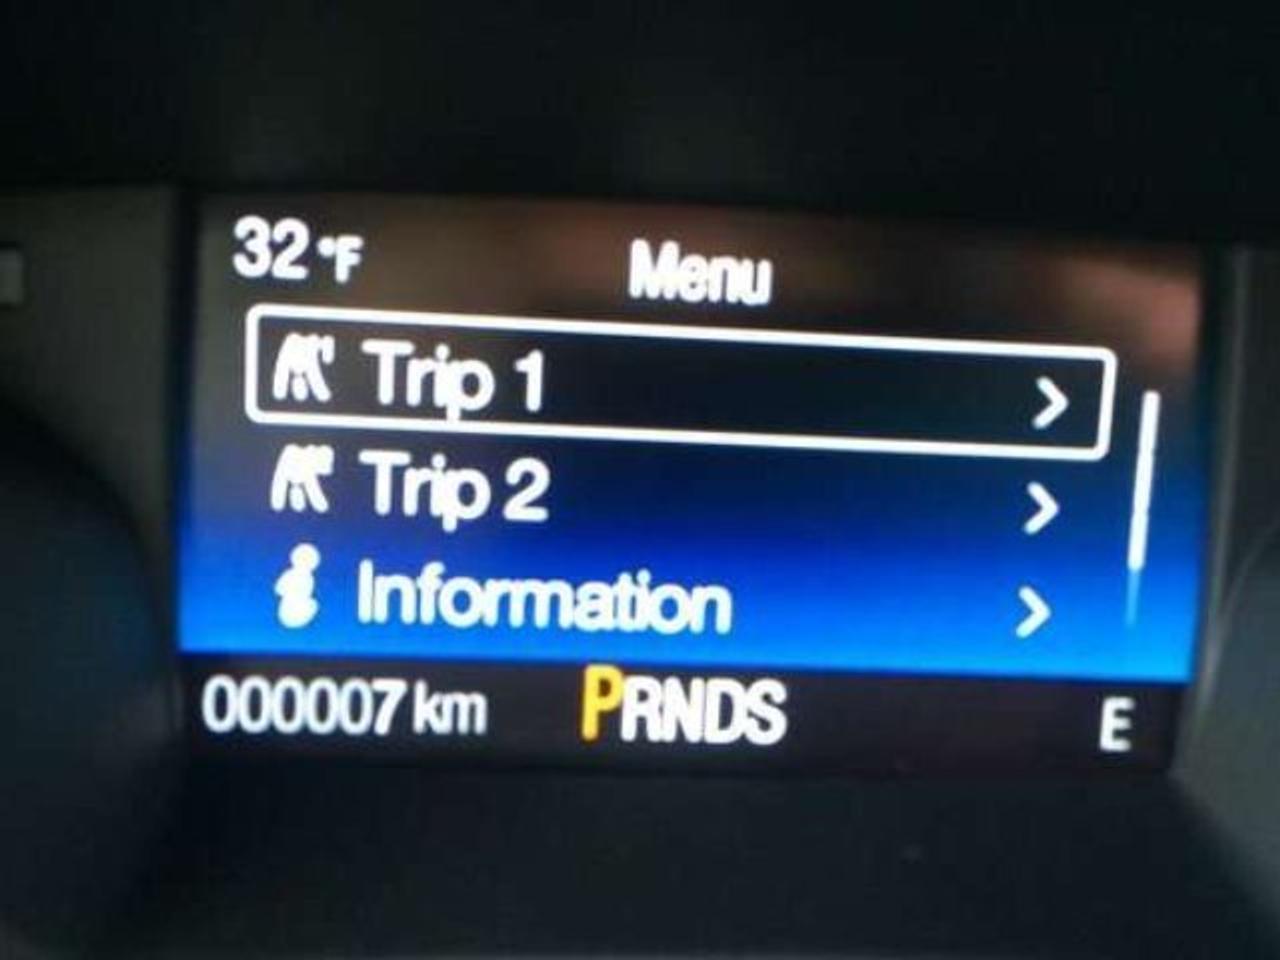 32 °F Menu
Trip 1
Trip 2
Information
000007 km PRNDS E